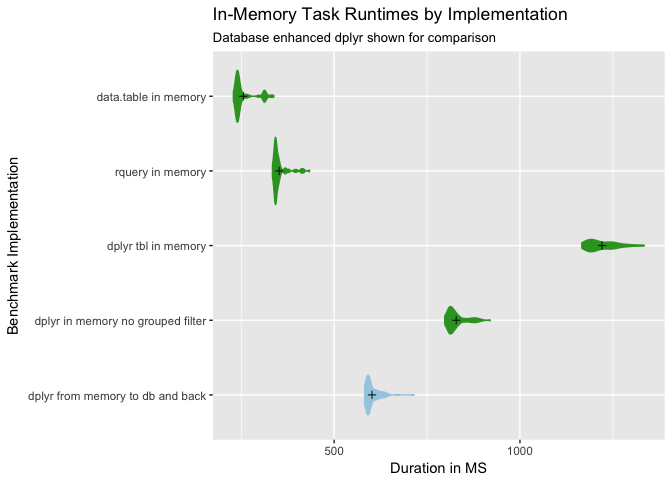 In-Memory Task Runtimes by Implementation
Database enhanced dplyr shown for comparison
Benchmark Implementation
data.table in memory
rquery in memory
dplyr tbl in memory
dplyr in memory no grouped filter
dplyr from memory to db and back
500 1000
Duration in MS